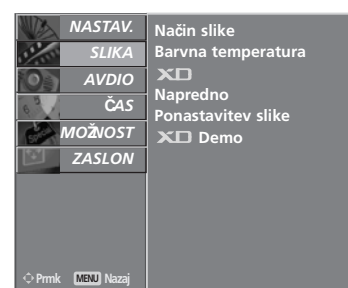 NASTAV.
SLIKA
AVDIO
ČAS
MOŽNOST
ZASLON
Prmk MENU Nazaj
Način slike
Barvna temperatura
XD
Napredno
Ponastavitev slike
XD Demo